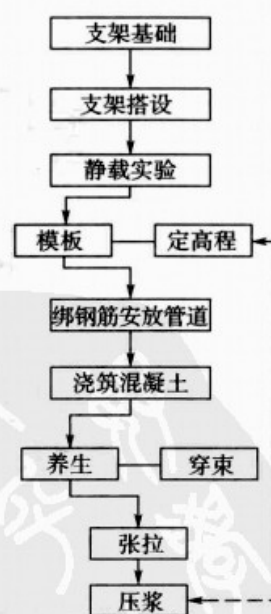 支架基础
支架搭设
静载实验
模板 定高程
绑钢筋安放管道
浇筑混凝土
养生 穿束
张拉
压浆